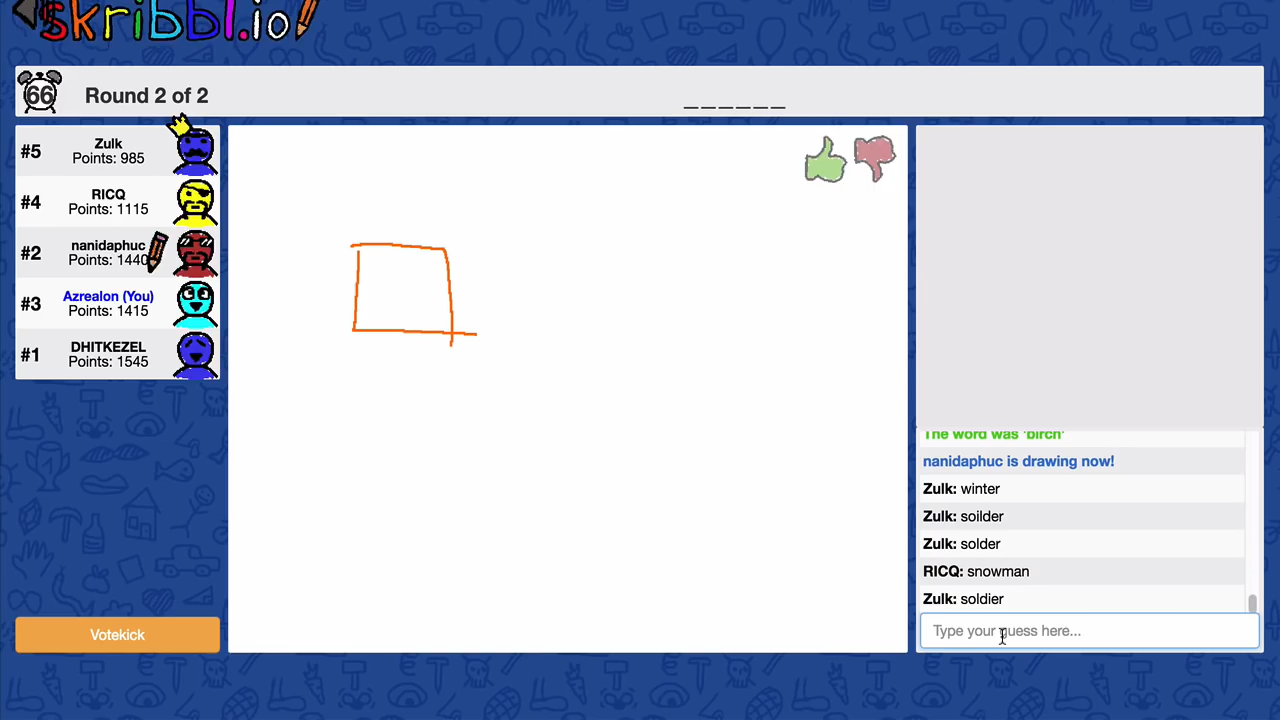 skribbl.io!
66
Round 2 of 2
______
#5
Zulk
Points: 985
#4
RICQ
Points: 1115
#2
nanidaphuc
Points: 1440
#3
Azrealon (You)
Points: 1415
#1
DHITKEZEL
Points: 1545
Votekick
The word was 'birch'
nanidaphuc is drawing now!
Zulk: winter
Zulk: soilder
Zulk: solder
RICQ: snowman
Zulk: soldier
Type your guess here...